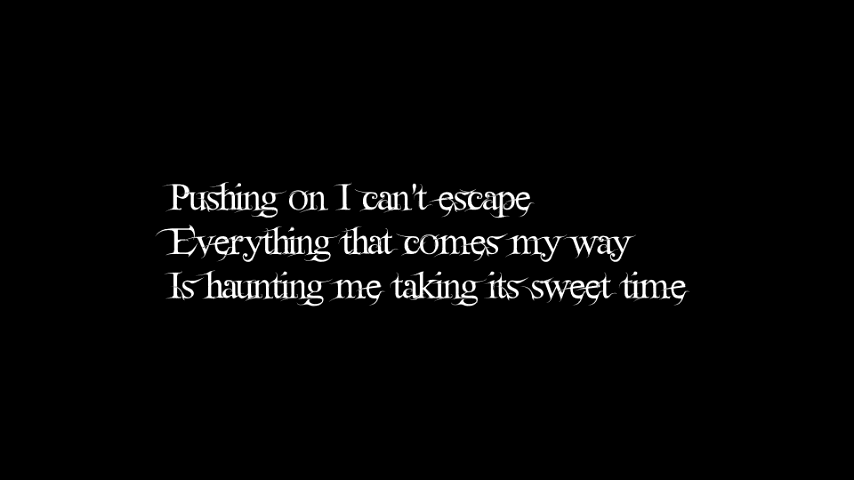 Pushing on I can't escape
Everything that comes my way
Is haunting me taking its sweet time